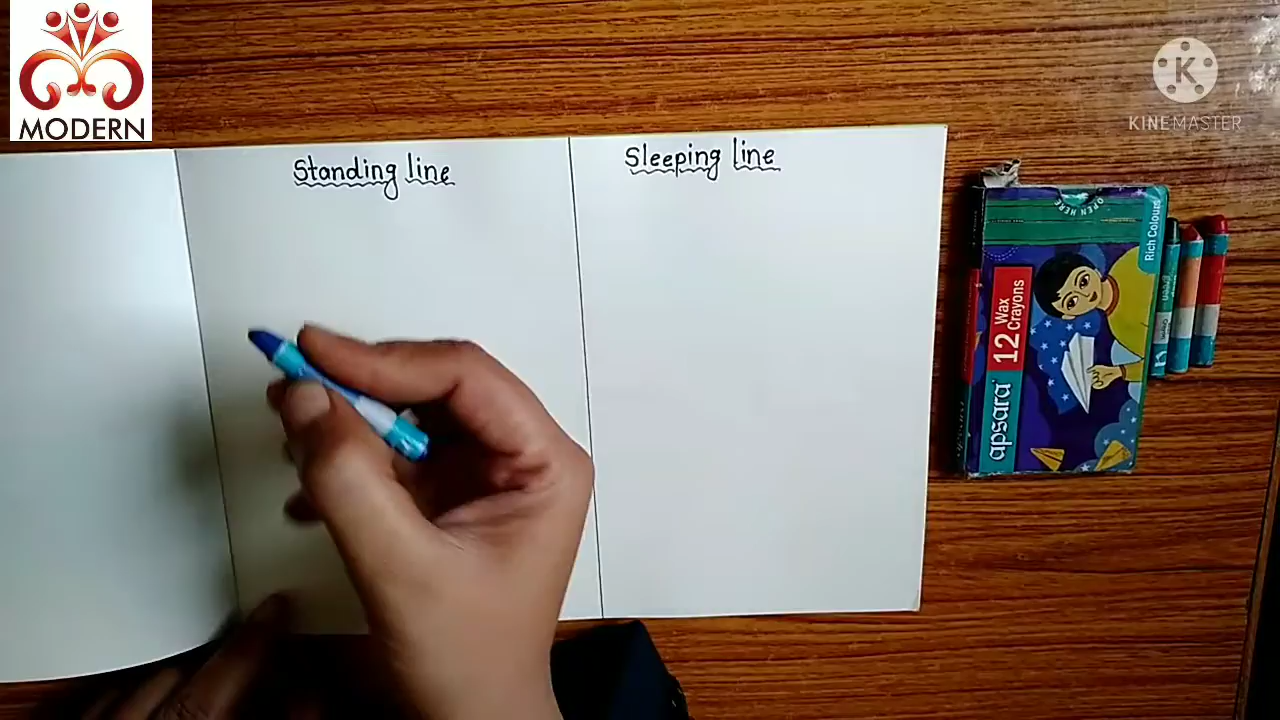 MODERN
KINEMASTER
Standing line
Sleeping line
OPEN HERE
Rich Colours
12 Wax Crayons
apsara